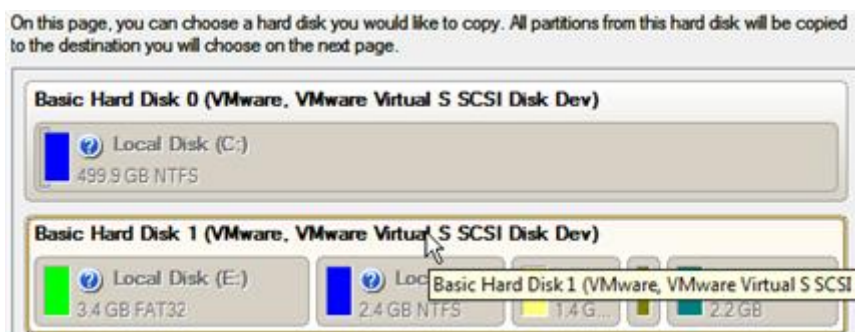 On this page, you can choose a hard disk you would like to copy. All partitions from this hard disk will be copied
to the destination you will choose on the next page.
Basic Hard Disk 0 (VMware, VMware Virtual S SCSI Disk Dev)
Local Disk (C:)
499.9 GB NTFS
Basic Hard Disk 1 (VMware, VMware Virtual S SCSI Disk Dev)
Local Disk (E:)
3.4 GB FAT32
Loc
2.4 GB NTFS
Basic Hard Disk 1 (VMware, VMware Virtual S SCSI
1.4 G...
2.2 GB